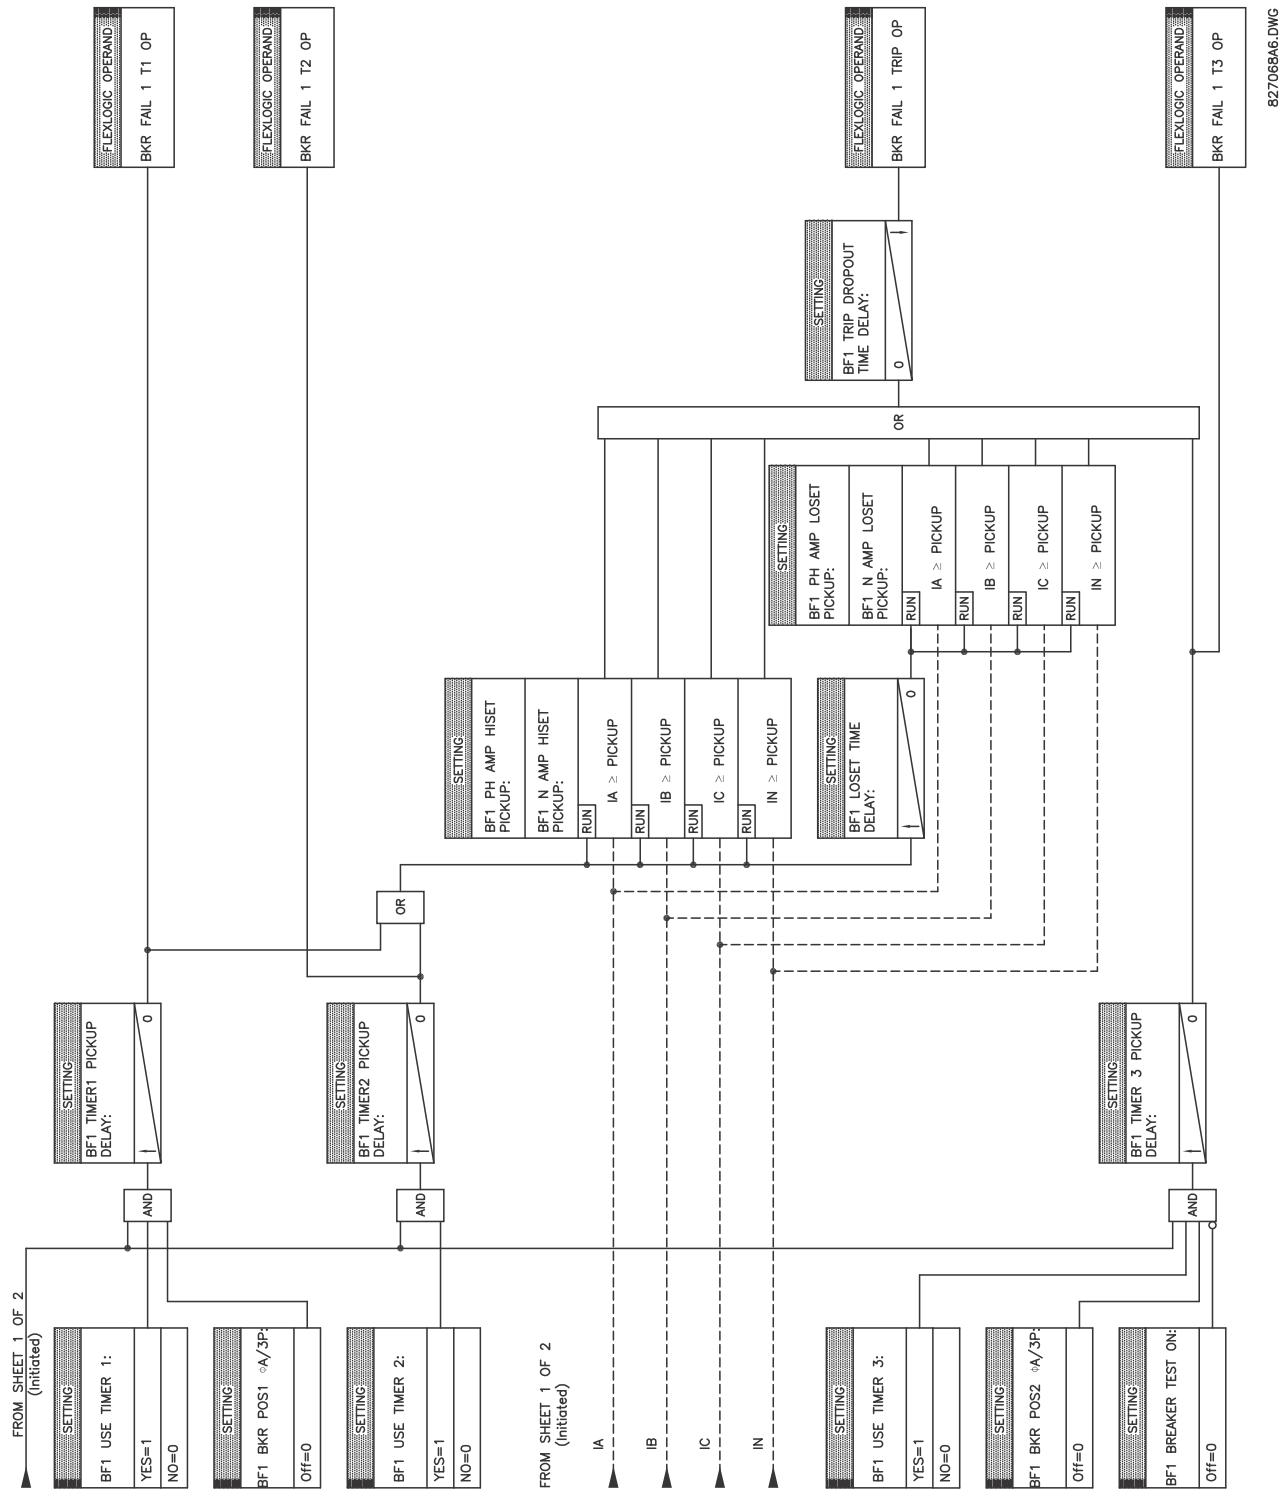 FROM SHEET 1 OF 2
(Initiated)
SETTING
BF1 USE TIMER 1:
YES=1
NO=0
SETTING
BF1 BKR POS1 ΦA/3P:
Off=0
SETTING
BF1 USE TIMER 2:
YES=1
NO=0
FROM SHEET 1 OF 2
(Initiated)
IA
IB
IC
IN
SETTING
BF1 USE TIMER 3:
YES=1
NO=0
SETTING
BF1 BKR POS2 ΦA/3P:
Off=0
SETTING
BF1 BREAKER TEST ON:
Off=0
AND
AND
AND
SETTING
BF1 TIMER1 PICKUP
DELAY:
0
SETTING
BF1 TIMER2 PICKUP
DELAY:
0
SETTING
BF1 TIMER 3 PICKUP
DELAY:
0
OR
SETTING
BF1 PH AMP HISET
PICKUP:
BF1 N AMP HISET
PICKUP:
RUN
IA ≥ PICKUP
RUN
IB ≥ PICKUP
RUN
IC ≥ PICKUP
RUN
IN ≥ PICKUP
SETTING
BF1 LOSET TIME
DELAY:
0
SETTING
BF1 PH AMP LOSET
PICKUP:
BF1 N AMP LOSET
PICKUP:
RUN
IA ≥ PICKUP
RUN
IB ≥ PICKUP
RUN
IC ≥ PICKUP
RUN
IN ≥ PICKUP
OR
SETTING
BF1 TRIP DROPOUT
TIME DELAY:
0
FLEXLOGIC OPERAND
BKR FAIL 1 T1 OP
FLEXLOGIC OPERAND
BKR FAIL 1 T2 OP
FLEXLOGIC OPERAND
BKR FAIL 1 TRIP OP
FLEXLOGIC OPERAND
BKR FAIL 1 T3 OP
827068A6.DWG